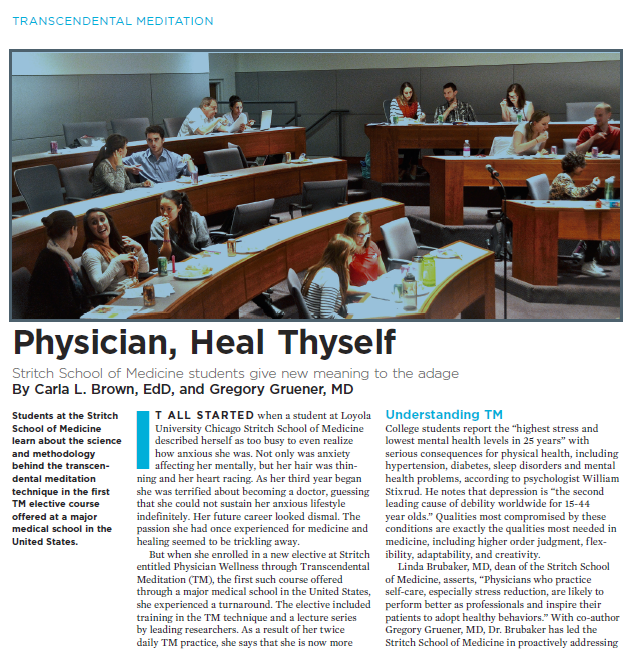 TRANSCENDENTAL MEDITATION
Physician, Heal Thyself
Stritch School of Medicine students give new meaning to the adage
By Carla L. Brown, EdD, and Gregory Gruener, MD
Students at the Stritch
School of Medicine
learn about the science
and methodology
behind the transcen-
dental meditation
technique in the first
TM elective course
offered at a major
medical school in the
United States.
IT ALL STARTED when a student at Loyola
University Chicago Stritch School of Medicine
described herself as too busy to even realize
how anxious she was. Not only was anxiety
affecting her mentally, but her hair was thin-
ning and her heart racing. As her third year began
she was terrified about becoming a doctor, guessing
that she could not sustain her anxious lifestyle
indefinitely. Her future career looked dismal. The
passion she had once experienced for medicine and
healing seemed to be trickling away.
But when she enrolled in a new elective at Stritch
entitled Physician Wellness through Transcendental
Meditation (TM), the first such course offered
through a major medical school in the United States,
she experienced a turnaround. The elective included
training in the TM technique and a lecture series
by leading researchers. As a result of her twice
daily TM practice, she says that she is now more
Understanding TM
College students report the “highest stress and
lowest mental health levels in 25 years” with
serious consequences for physical health, including
hypertension, diabetes, sleep disorders and mental
health problems, according to psychologist William
Stixrud. He notes that depression is “the second
leading cause of debility worldwide for 15-44
year olds.” Qualities most compromised by these
conditions are exactly the qualities most needed in
medicine, including higher order judgment, flex-
ibility, adaptability, and creativity.
Linda Brubaker, MD, dean of the Stritch School
of Medicine, asserts, “Physicians who practice
self-care, especially stress reduction, are likely to
perform better as professionals and inspire their
patients to adopt healthy behaviors.” With co-author
Gregory Gruener, MD, Dr. Brubaker has led the
Stritch School of Medicine in proactively addressing